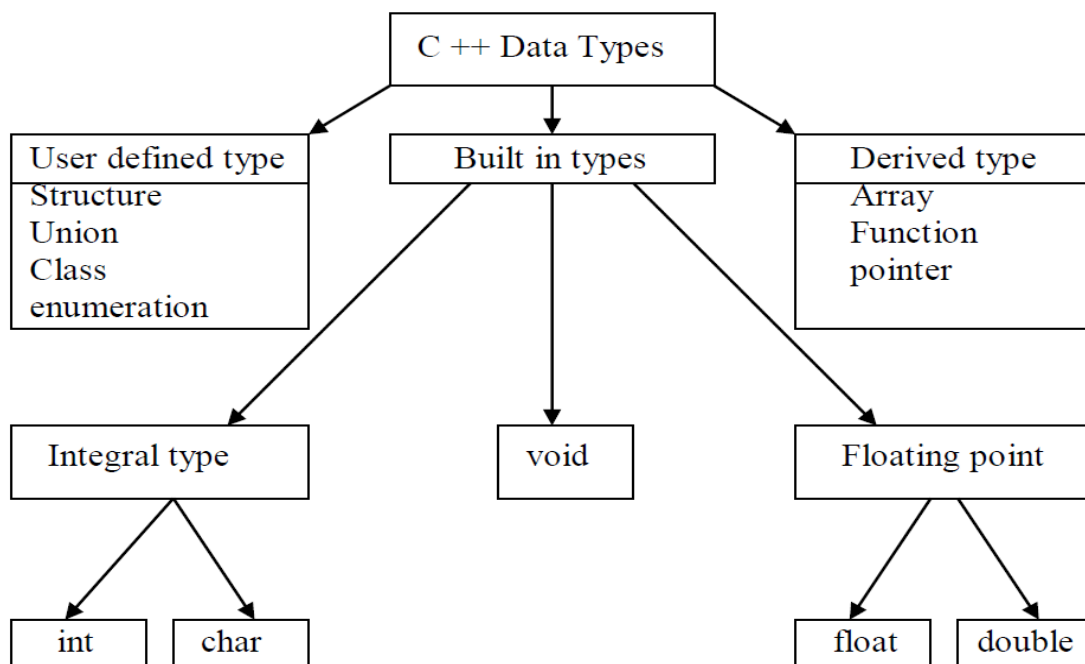 C ++ Data Types
User defined type
Structure
Union
Class
enumeration
Built in types
Derived type
Array
Function
pointer
Integral type
void
Floating point
int
char
float
double